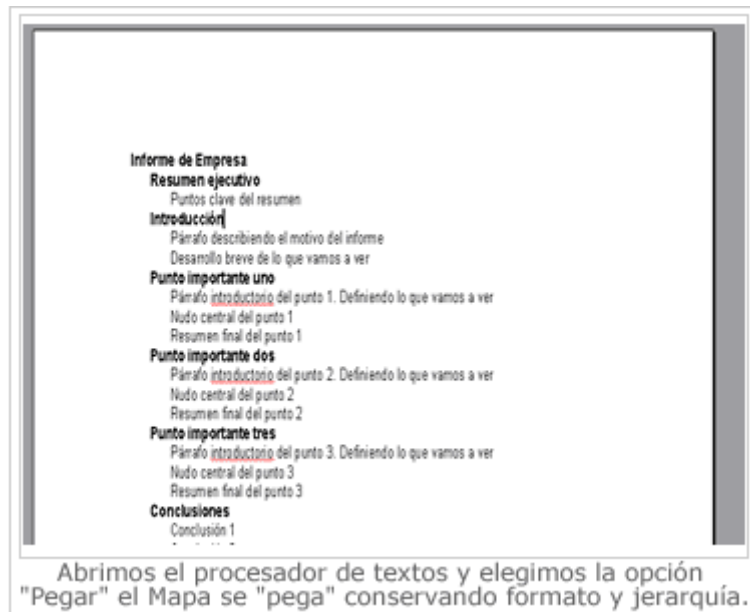 Informe de Empresa
Resumen ejecutivo
Puntos clave del resumen
Introducción
Párrafo describiendo el motivo del informe
Desarrollo breve de lo que vamos a ver
Punto importante uno
Párrafo introductorio del punto 1. Definiendo lo que vamos a ver
Nudo central del punto 1
Resumen final del punto 1
Punto importante dos
Párrafo introductorio del punto 2. Definiendo lo que vamos a ver
Nudo central del punto 2
Resumen final del punto 2
Punto importante tres
Párrafo introductorio del punto 3. Definiendo lo que vamos a ver
Nudo central del punto 3
Resumen final del punto 3
Conclusiones
Conclusión 1
Abrimos el procesador de textos y elegimos la opción
"Pegar" el Mapa se "pega" conservando formato y jerarquía.